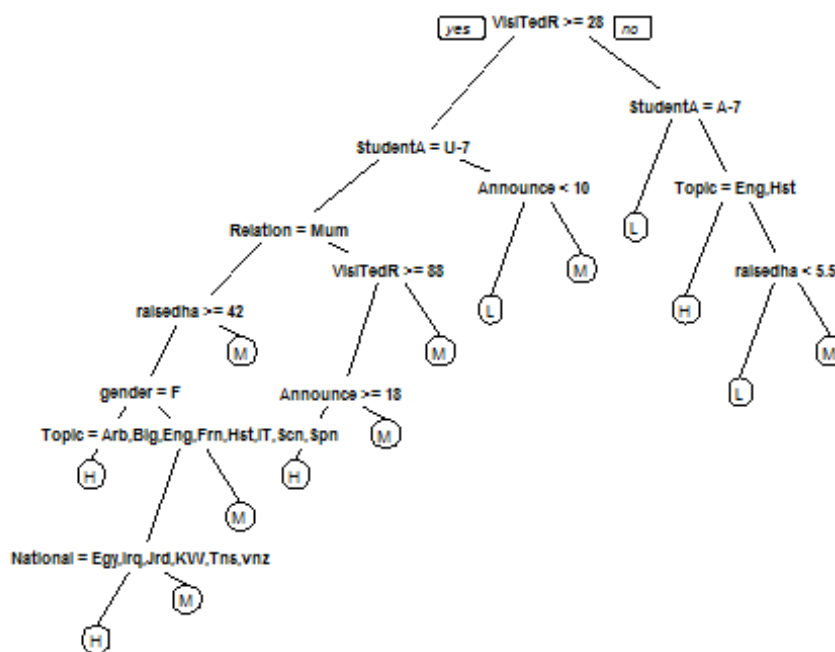 yes VisiTedR >= 28 no
StudentA = A-7
StudentA = U-7
Announce < 10
Topic = Eng,Hst
Relation = Mum
L
VisiTedR >= 88
M
raisedha < 5.5
raisedha >= 42
L
H
M
M
M
gender = F
Announce >= 18
L
Topic = Arb,Blg,Eng,Frn,Hst,IT,Scn,Spn
M
H
H
M
National = Egy,Irq,Jrd,KW,Tns,vnz
M
H